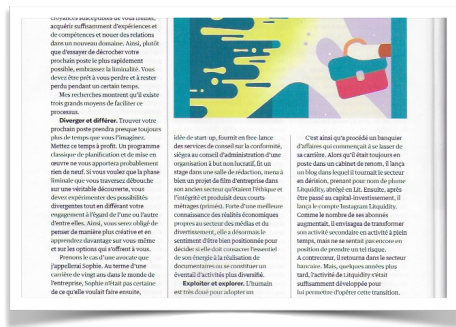 croyances susceptibles de vous freiner,
acquérir suffisamment d'expériences et
de compétences et nouer des relations
dans un nouveau domaine. Ainsi, plutôt
que d'essayer de décrocher votre
prochain poste le plus rapidement
possible, embrassez la liminalité. Vous
devez être prêt à vous perdre et à rester
perdu pendant un certain temps.
Mes recherches montrent qu'il existe
trois grands moyens de faciliter ce
processus.
Diverger et différer. Trouver votre
prochain poste prendra presque toujours
plus de temps que vous l'imaginez.
Mettez ce temps à profit. Un programme
classique de planification et de mise en
œuvre ne vous apportera probablement
rien de neuf. Si vous voulez que la phase
liminale que vous traversez débouche
sur une véritable découverte, vous
devez expérimenter des possibilités
divergentes tout en différant votre
engagement à l'égard de l'une ou l'autre
d'entre elles. Ainsi, vous serez obligé de
penser de manière plus créative et en
apprendrez davantage sur vous-même
et sur les options qui s'offrent à vous.
Prenons le cas d'une avocate que
j'appellerai Sophie. Au terme d'une
carrière de vingt ans dans le monde de
l'entreprise, Sophie n'était pas certaine
de ce qu'elle voulait faire ensuite,
idée de start-up, fournit en free-lance
des services de conseil sur la conformité,
siégea au conseil d'administration d'une
organisation à but non lucratif, fit un
stage dans une salle de rédaction, mena à
bien un projet de film d'entreprise dans
son ancien secteur qu'étaient l'éthique et
l'intégrité et produisit deux courts
métrages (primés). Forte d'une meilleure
connaissance des réalités économiques
propres au secteur des médias et du
divertissement, elle a désormais le
sentiment d'être bien positionnée pour
décider si elle doit consacrer l'essentiel
de son énergie à la réalisation de
documentaires ou se constituer un
éventail d'activités plus diversifié.
Exploiter et explorer. L'humain
est très doué pour adopter un
C'est ainsi qu'a procédé un banquier
d'affaires qui commençait à se lasser de
sa carrière. Alors qu'il était toujours en
poste dans un cabinet de renom, il lança
un blog dans lequel il tournait le secteur
en dérision, prenant pour nom de plume
Litquidity, abrégé en Lit. Ensuite, après
être passé au capital-investissement, il
lança le compte Instagram Litquidity.
Comme le nombre de ses abonnés
augmentait, il envisagea de transformer
son activité secondaire en activité à plein
temps, mais ne se sentait pas encore en
position de prendre un tel risque.
A contrecœur, il retourna dans le secteur
bancaire. Mais, quelques années plus
tard, l'activité de Litquidity s'était
suffisamment développée pour
lui permettre d'opérer cette transition.